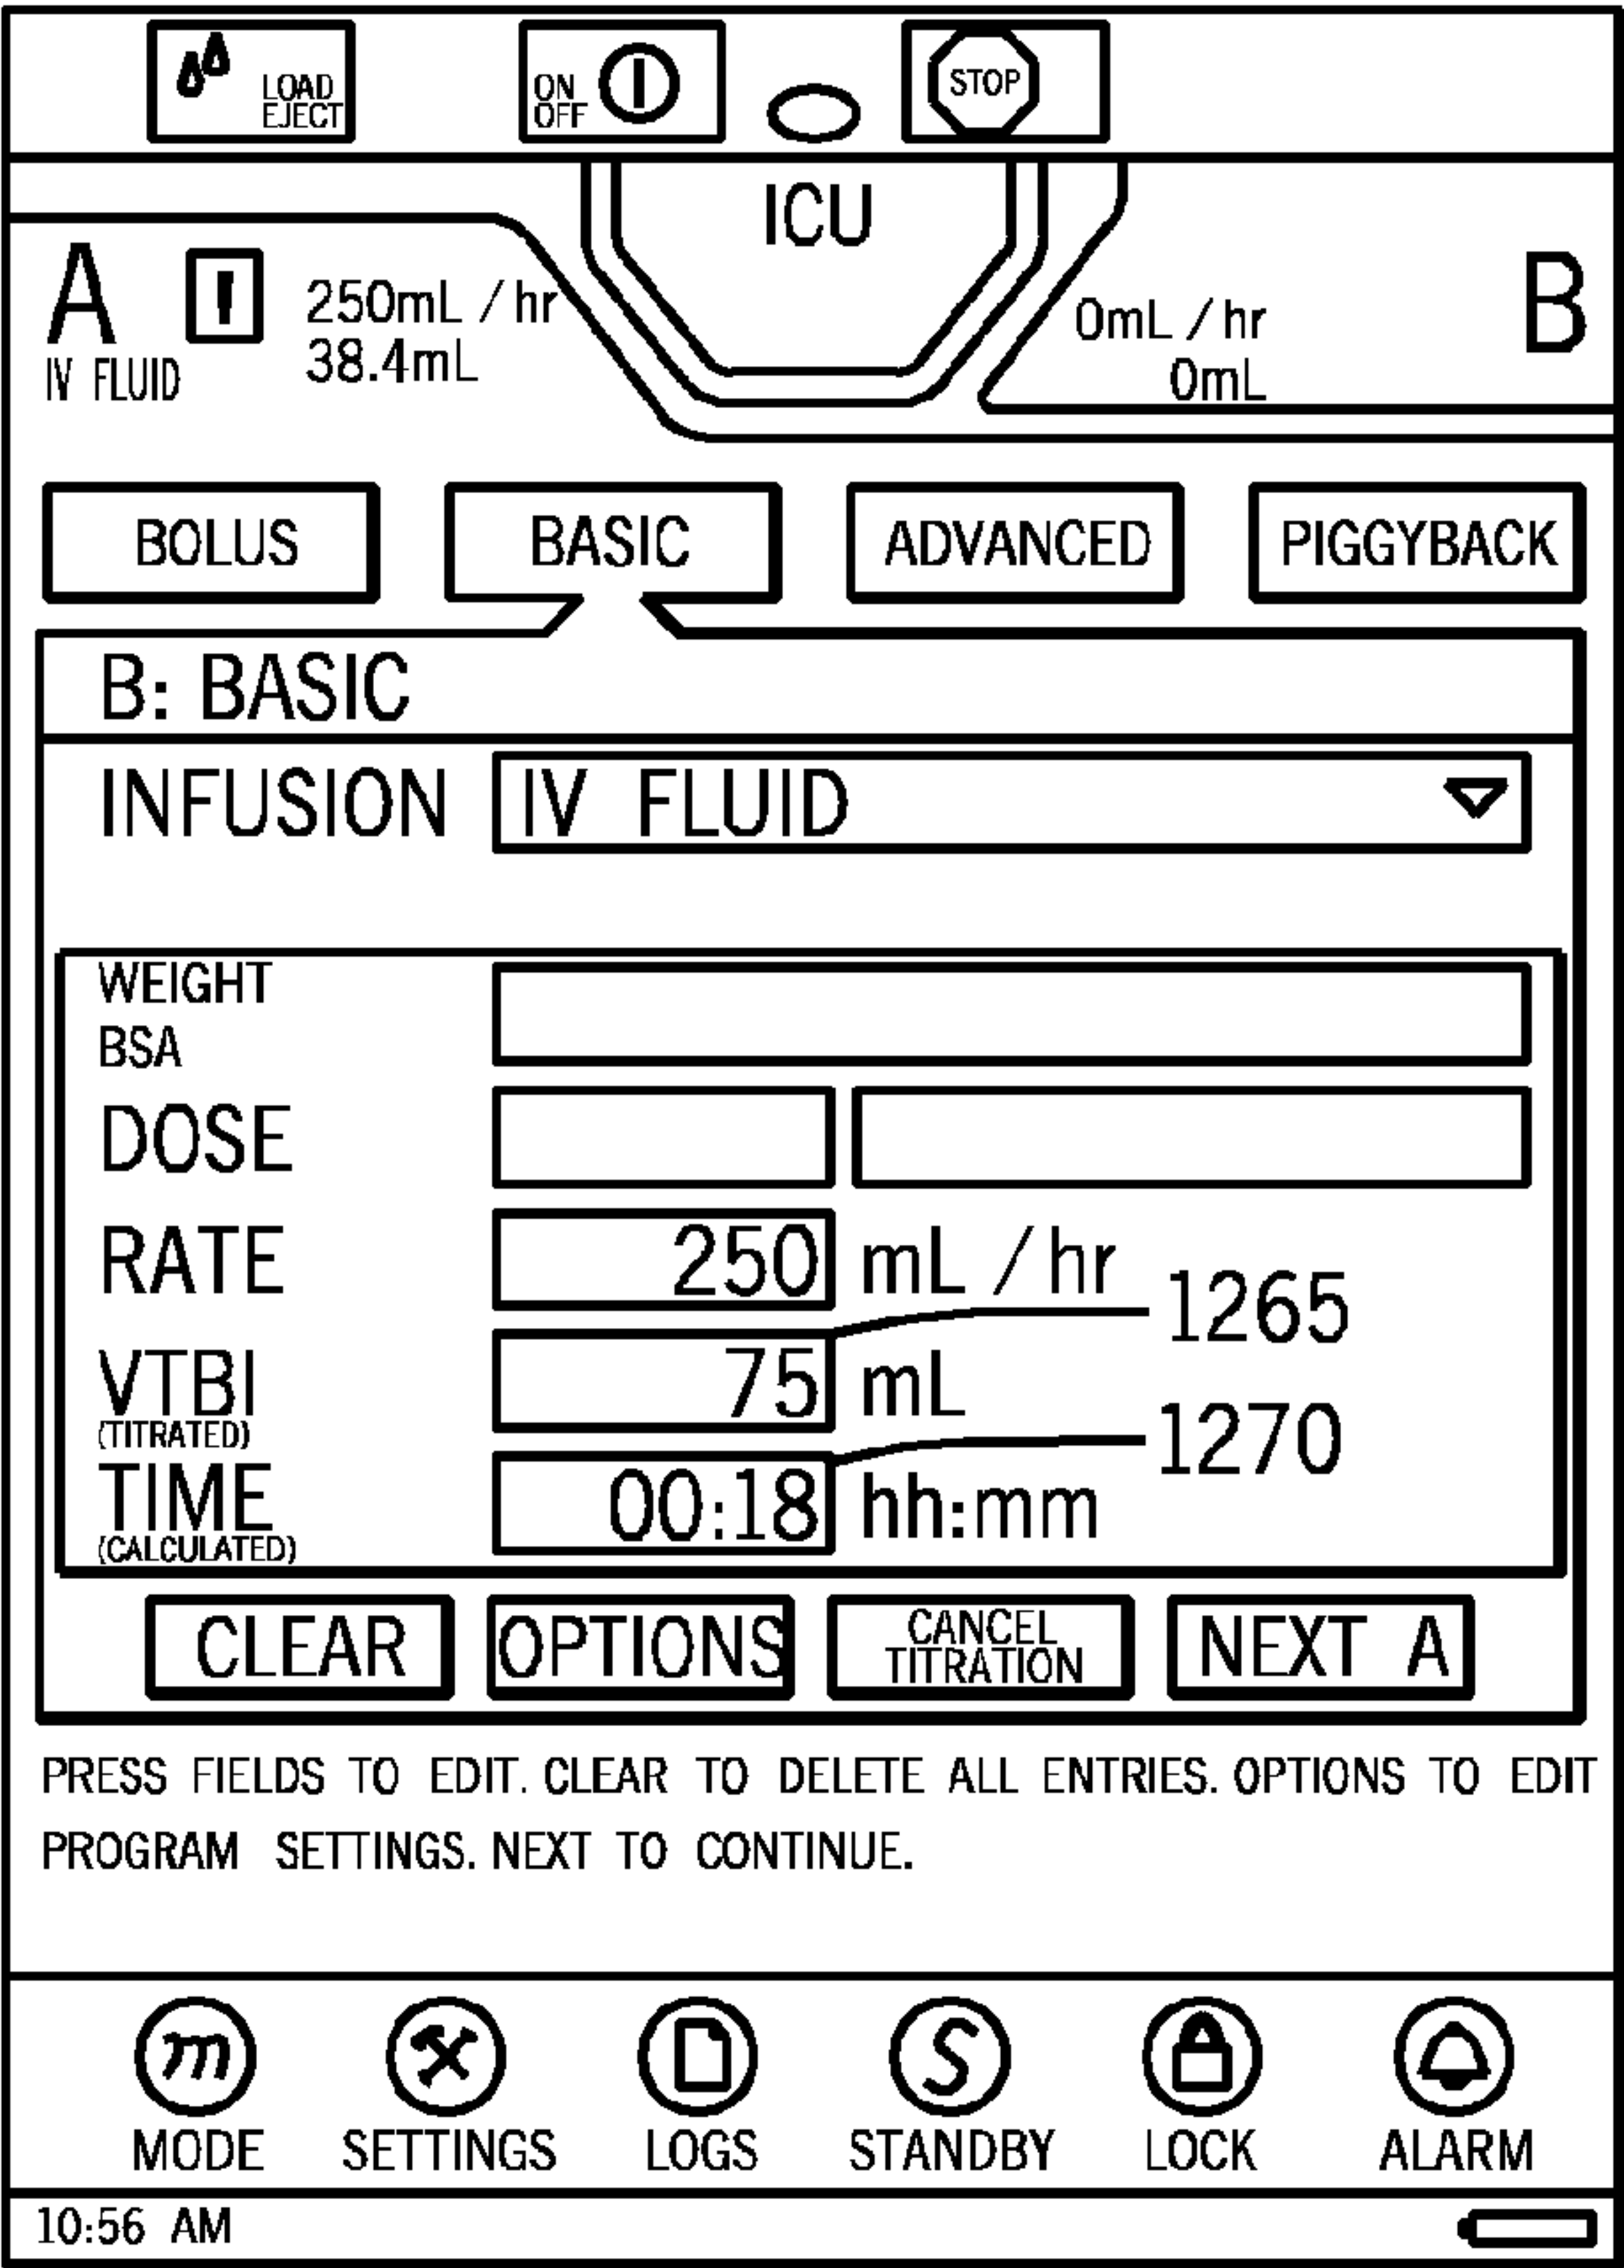 LOAD
EJECT
ON
OFF
STOP
ICU
A
250mL/hr
38.4mL
IV FLUID
0mL/hr
0mL
B
BOLUS
BASIC
ADVANCED
PIGGYBACK
B: BASIC
INFUSION
IV FLUID
WEIGHT
BSA
DOSE
RATE
250 mL/hr
1265
VTBI
(TITRATED)
75 mL
1270
TIME
(CALCULATED)
00:18 hh:mm
CLEAR
OPTIONS
CANCEL
TITRATION
NEXT A
PRESS FIELDS TO EDIT. CLEAR TO DELETE ALL ENTRIES. OPTIONS TO EDIT
PROGRAM SETTINGS. NEXT TO CONTINUE.
m
S
MODE
SETTINGS
LOGS
STANDBY
LOCK
ALARM
10:56 AM